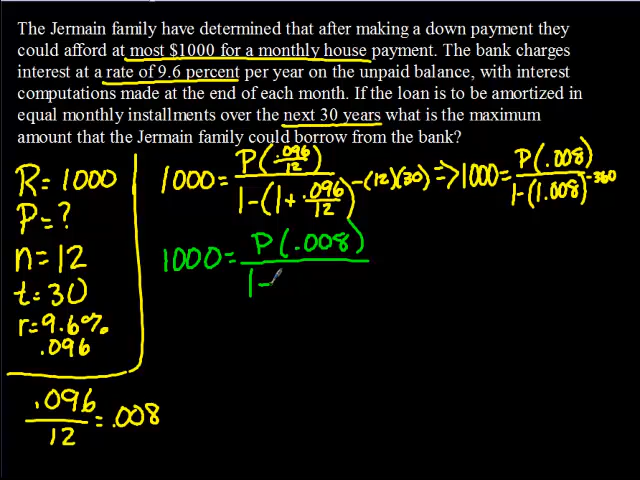 The Jermain family have determined that after making a down payment they
could afford at most $1000 for a monthly house payment. The bank charges
interest at a rate of 9.6 percent per year on the unpaid balance, with interest
computations made at the end of each month. If the loan is to be amortized in
equal monthly installments over the next 30 years what is the maximum
amount that the Jermain family could borrow from the bank?
R=1000
P=?
n=12
t=30
r=9.6%
.096
.096/12 = .008
1000 = P(.096/12) / 1-(1+.096/12)^-(12)(30) => 1000 = P(.008) / 1-(1.008)^-360
1000 = P(.008) / 1-